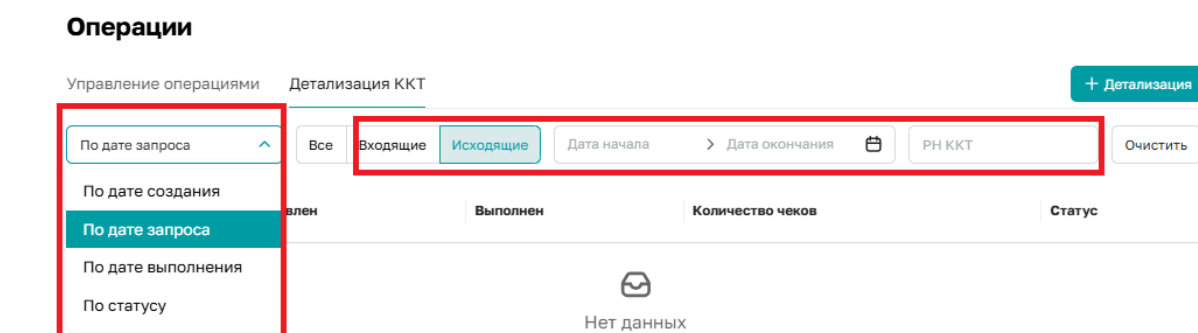 Операции
Управление операциями Детализация ККТ + Детализация
По дате запроса Все Входящие Исходящие Дата начала > Дата окончания РН ККТ Очистить
По дате создания
влен Выполнен Количество чеков Статус
По дате запроса
По дате выполнения
По статусу
Нет данных